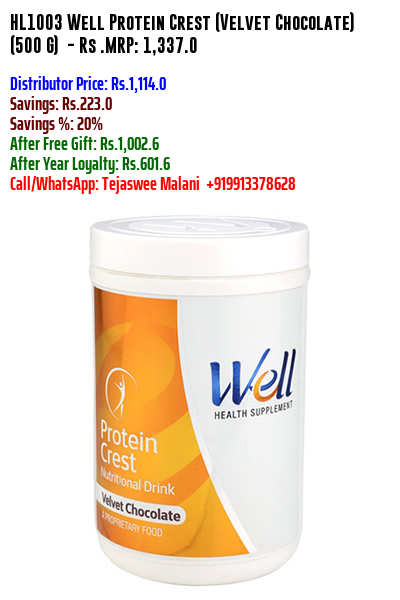 HL1003 Well Protein Crest (Velvet Chocolate)
(500 g) - Rs .MRP: 1,337.0
Distributor Price: Rs.1,114.0
Savings: Rs.223.0
Savings %: 20%
After Free Gift: Rs.1,002.6
After Year Loyalty: Rs.601.6
Call/WhatsApp: Tejaswee Malani +919913378628
Well
HEALTH SUPPLEMENT
Protein
Crest
Nutritional Drink
Velvet Chocolate
A PROPRIETARY FOOD